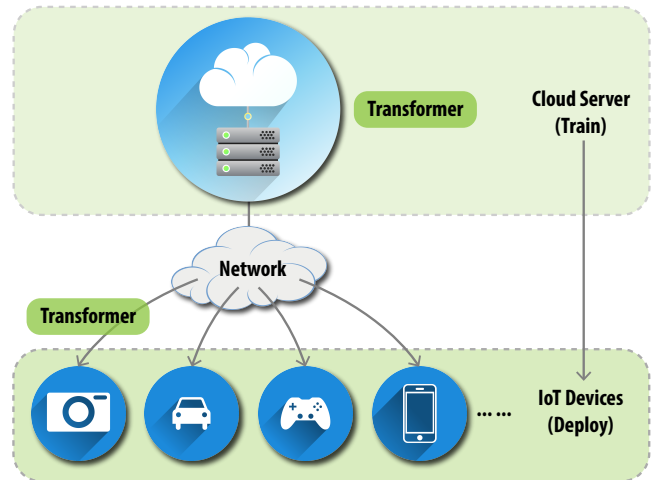 Transformer
Cloud Server
(Train)
Network
Transformer
... ...
IoT Devices
(Deploy)